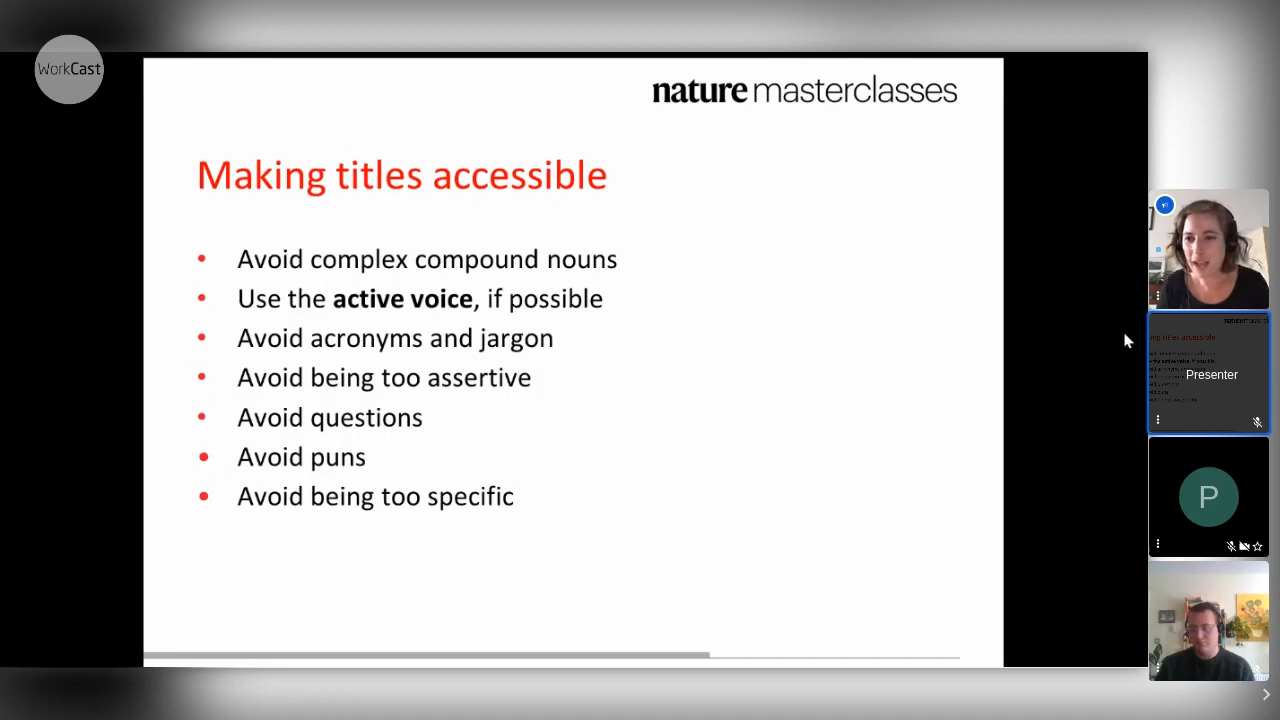 WorkCast
nature masterclasses
Making titles accessible
• Avoid complex compound nouns
• Use the active voice, if possible
• Avoid acronyms and jargon
• Avoid being too assertive
• Avoid questions
• Avoid puns
• Avoid being too specific
Presenter
P